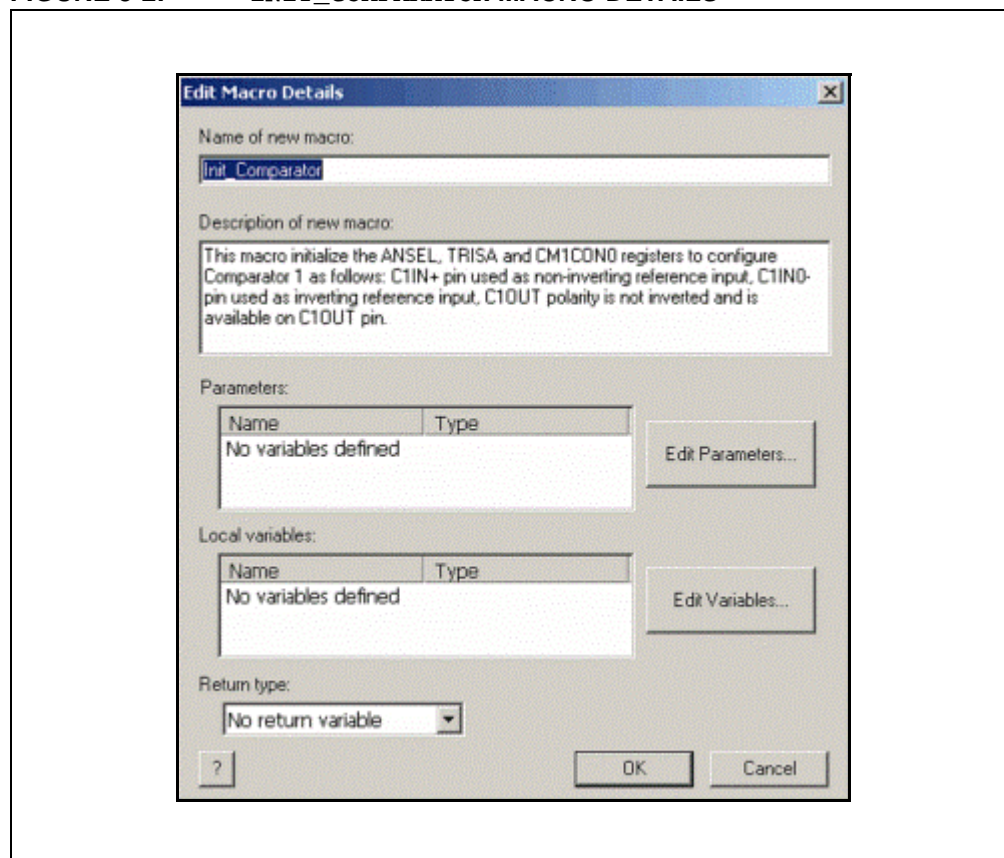 Edit Macro Details
Name of new macro:
Init_Comparator
Description of new macro:
This macro initialize the ANSEL, TRISA and CM1CON0 registers to configure
Comparator 1 as follows: C1IN+ pin used as non-inverting reference input, C1IN0-
pin used as inverting reference input, C1OUT polarity is not inverted and is
available on C1OUT pin.
Parameters:
Name Type
No variables defined
Edit Parameters...
Local variables:
Name Type
No variables defined
Edit Variables...
Return type:
No return variable
? OK Cancel